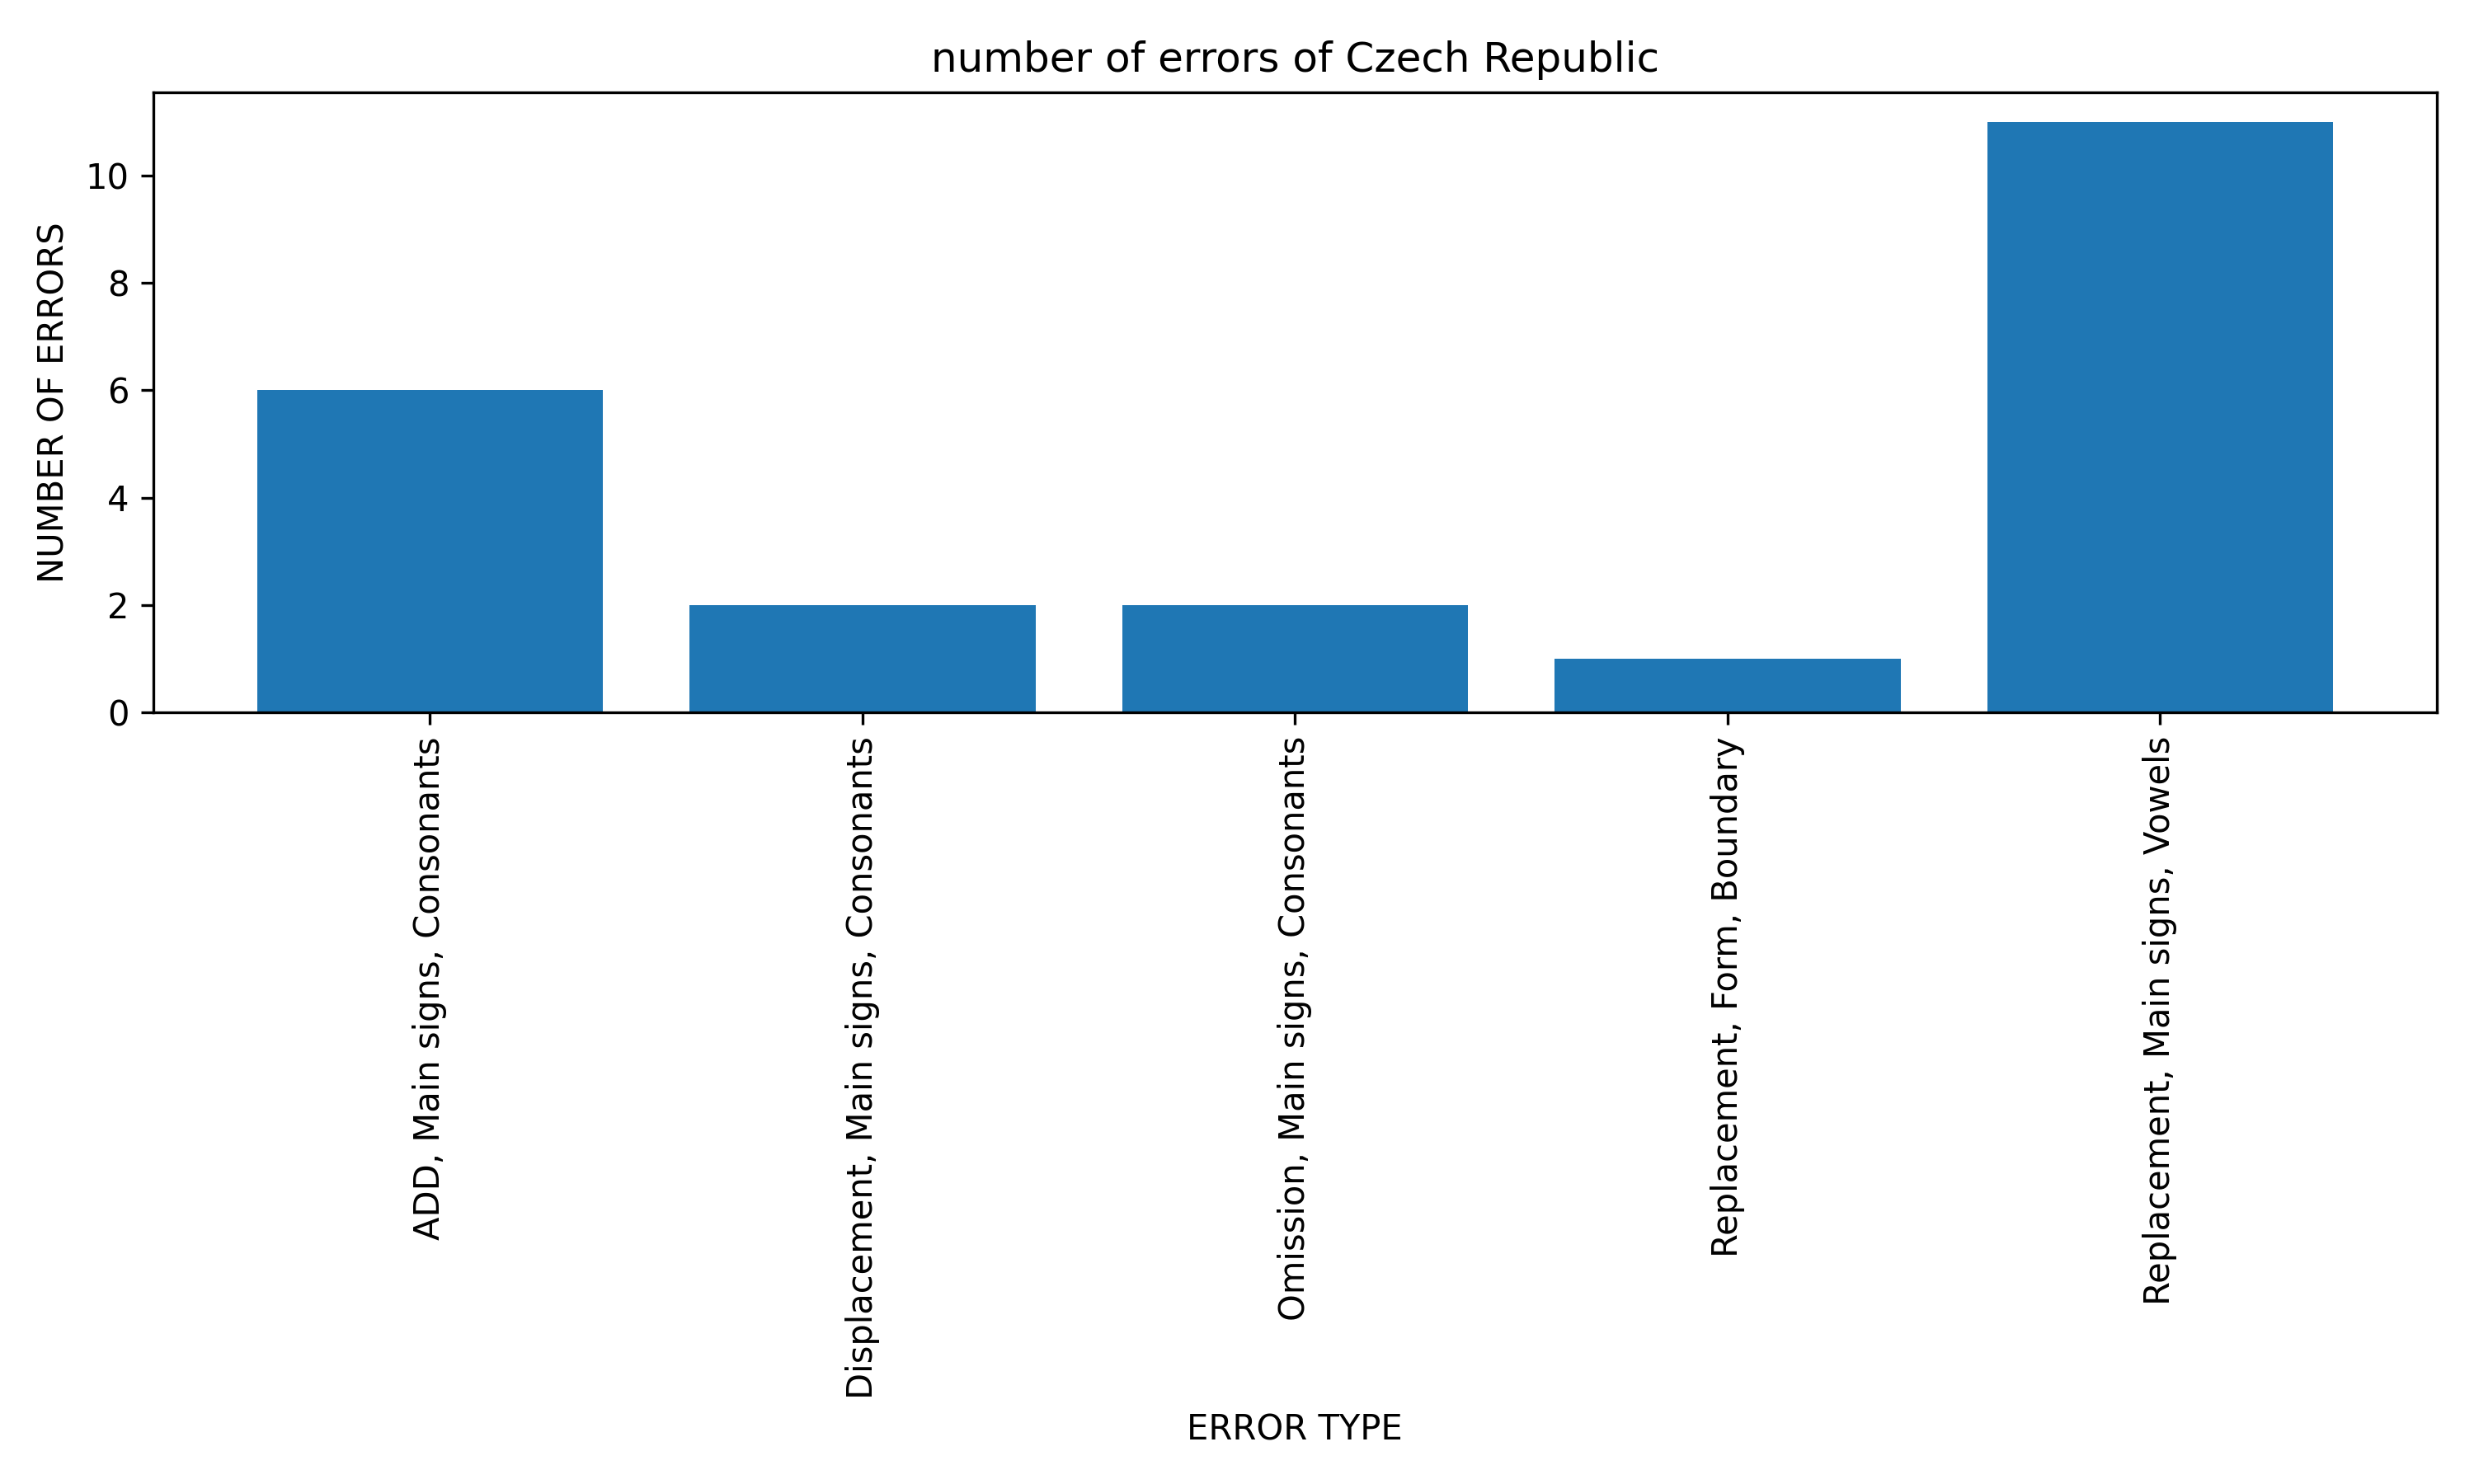 number of errors of Czech Republic
NUMBER OF ERRORS
10
8
6
4
2
0
ADD, Main signs, Consonants
Displacement, Main signs, Consonants
Omission, Main signs, Consonants
Replacement, Form, Boundary
Replacement, Main signs, Vowels
ERROR TYPE